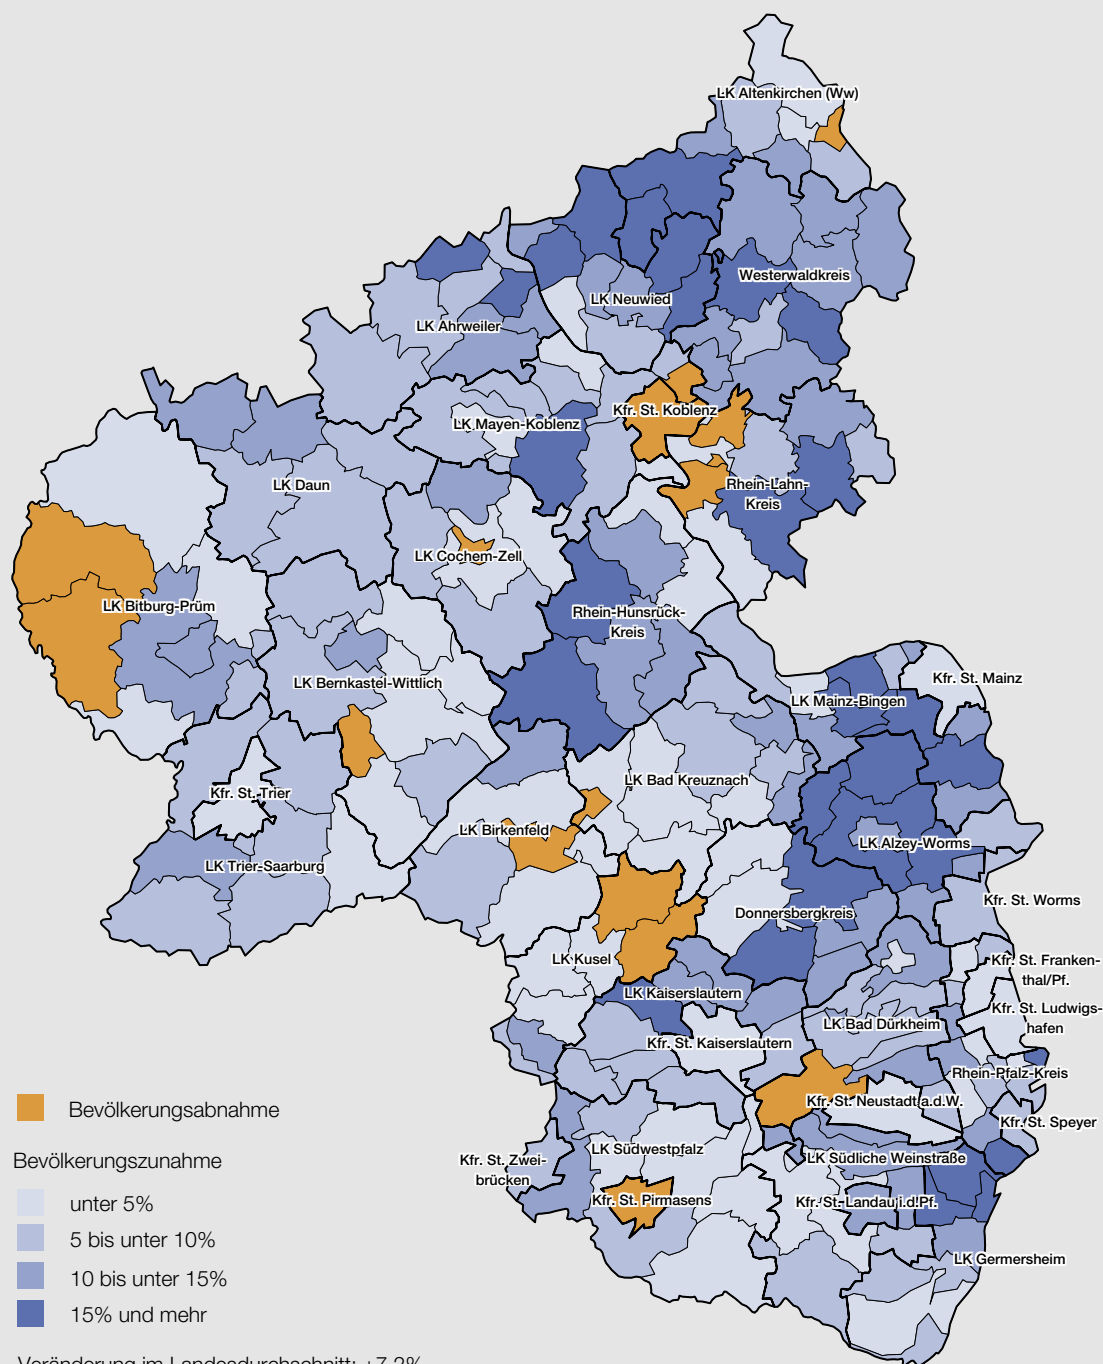 LK Altenkirchen (Ww)
Westerwaldkreis
LK Neuwied
LK Ahrweiler
Kfr. St. Koblenz
LK Mayen-Koblenz
LK Daun
Rhein-Lahn-
Kreis
LK Cochem-Zell
LK Bitburg-Prüm
Rhein-Hunsrück-
Kreis
Kfr. St. Mainz
LK Bernkastel-Wittlich
LK Mainz-Bingen
LK Bad Kreuznach
Kfr. St. Trier
LK Birkenfeld
LK Alzey-Worms
LK Trier-Saarburg
Kfr. St. Worms
Donnersbergkreis
LK Kusel
Kfr. St. Franken-
thal/Pf.
LK Kaiserslautern
Kfr. St. Ludwigs-
hafen
LK Bad Dürkheim
Kfr. St. Kaiserslautern
Rhein-Pfalz-Kreis
Kfr. St. Neustadt a.d.W.
Kfr. St. Speyer
LK Südwestpfalz
LK Südliche Weinstraße
Kfr. St. Zwei-
brücken
Kfr. St. Pirmasens
Kfr. St. Landau i.d.Pf.
LK Germersheim
Bevölkerungsabnahme
Bevölkerungszunahme
unter 5%
5 bis unter 10%
10 bis unter 15%
15% und mehr
Veränderung im Landesdurchschnitt: +7,2%